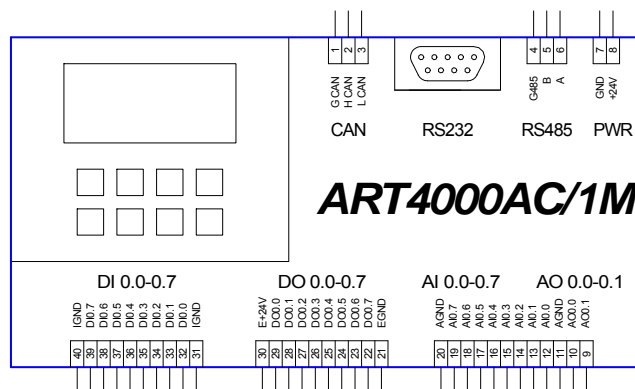 1 2 3 4 5 6 7 8
G CAN H CAN L CAN G485 B A GND +24V
CAN RS232 RS485 PWR
ART4000AC/1M
DI 0.0-0.7 DO 0.0-0.7 AI 0.0-0.7 AO 0.0-0.1
IGND DI0.7 DI0.6 DI0.5 DI0.4 DI0.3 DI0.2 DI0.1 DI0.0 IGND E+24V DO0.0 DO0.1 DO0.2 DO0.3 DO0.4 DO0.5 DO0.6 DO0.7 EGND AGND AI0.7 AI0.6 AI0.5 AI0.4 AI0.3 AI0.2 AI0.1 AI0.0 AGND AO0.0 AO0.1
40 39 38 37 36 35 34 33 32 31 30 29 28 27 26 25 24 23 22 21 20 19 18 17 16 15 14 13 12 11 10 9